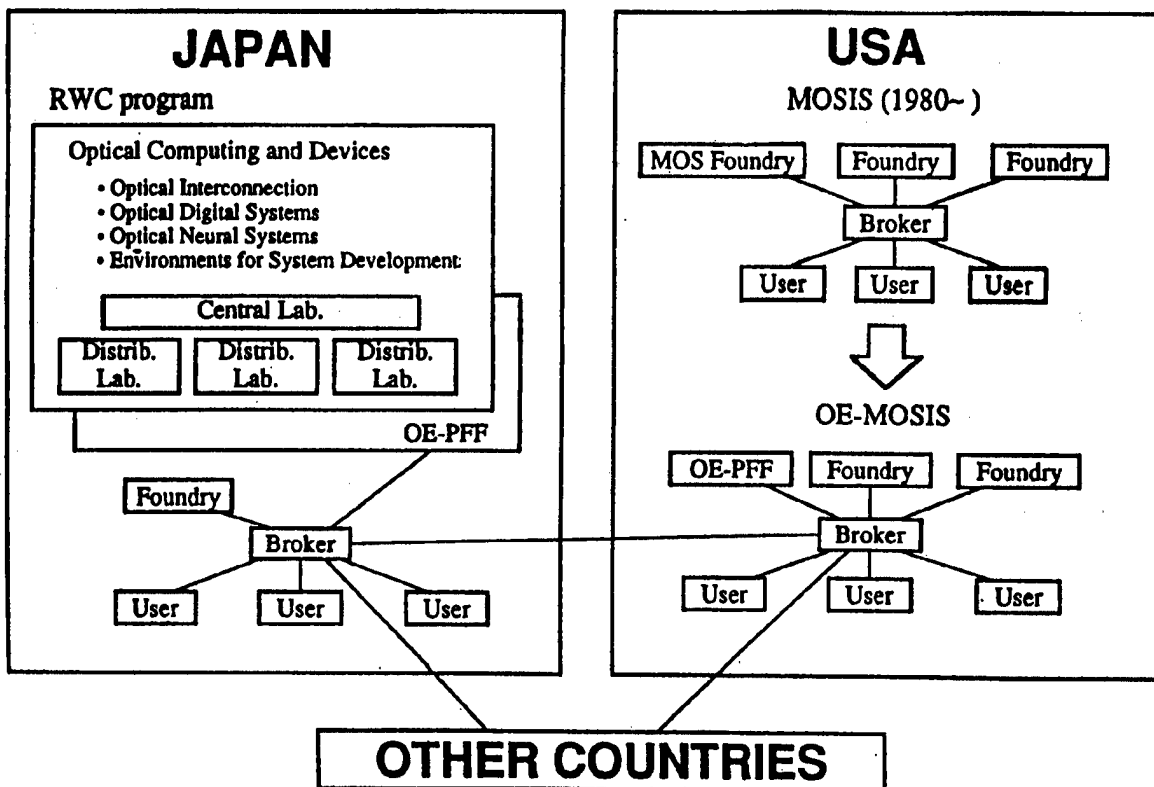 JAPAN
RWC program
Optical Computing and Devices
• Optical Interconnection
• Optical Digital Systems
• Optical Neural Systems
• Environments for System Development
Central Lab.
Distrib. Lab.
Distrib. Lab.
Distrib. Lab.
OE-PFF
Foundry
Broker
User
User
User
USA
MOSIS (1980~ )
MOS Foundry
Foundry
Foundry
Broker
User
User
User
OE-MOSIS
OE-PFF
Foundry
Foundry
Broker
User
User
User
OTHER COUNTRIES